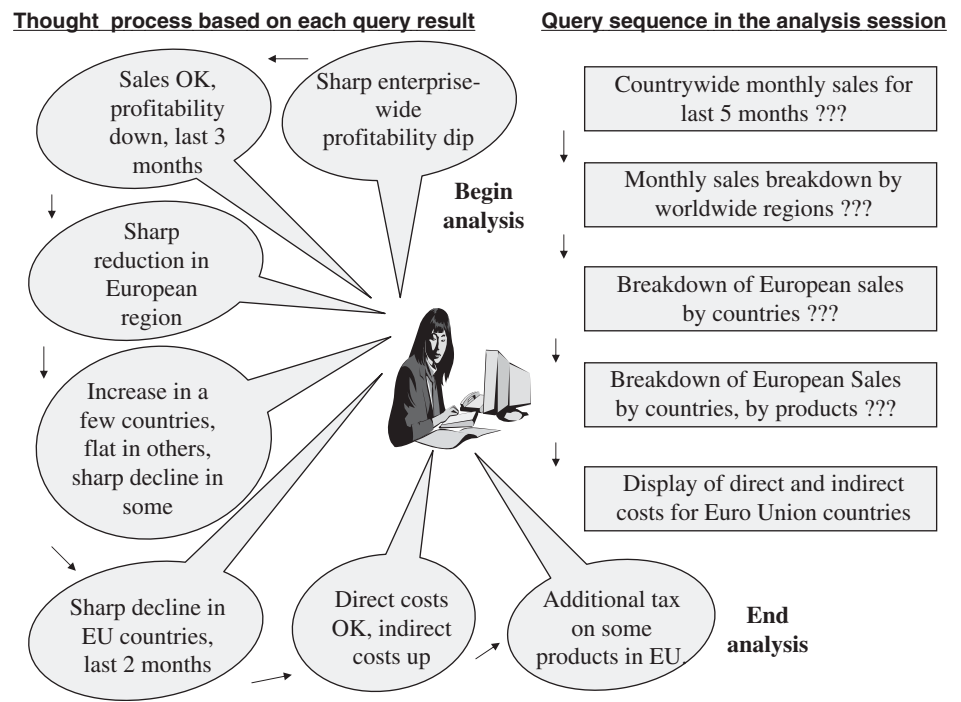 Thought process based on each query result
Sharp enterprise-
wide
profitability dip
Begin
analysis
Sales OK,
profitability
down, last 3
months
Sharp
reduction in
European
region
Increase in a
few countries,
flat in others,
sharp decline in
some
Sharp decline in
EU countries,
last 2 months
Direct costs
OK, indirect
costs up
Additional tax
on some
products in EU.
End
analysis
Query sequence in the analysis session
Countrywide monthly sales for
last 5 months ???
Monthly sales breakdown by
worldwide regions ???
Breakdown of European sales
by countries ???
Breakdown of European Sales
by countries, by products ???
Display of direct and indirect
costs for Euro Union countries